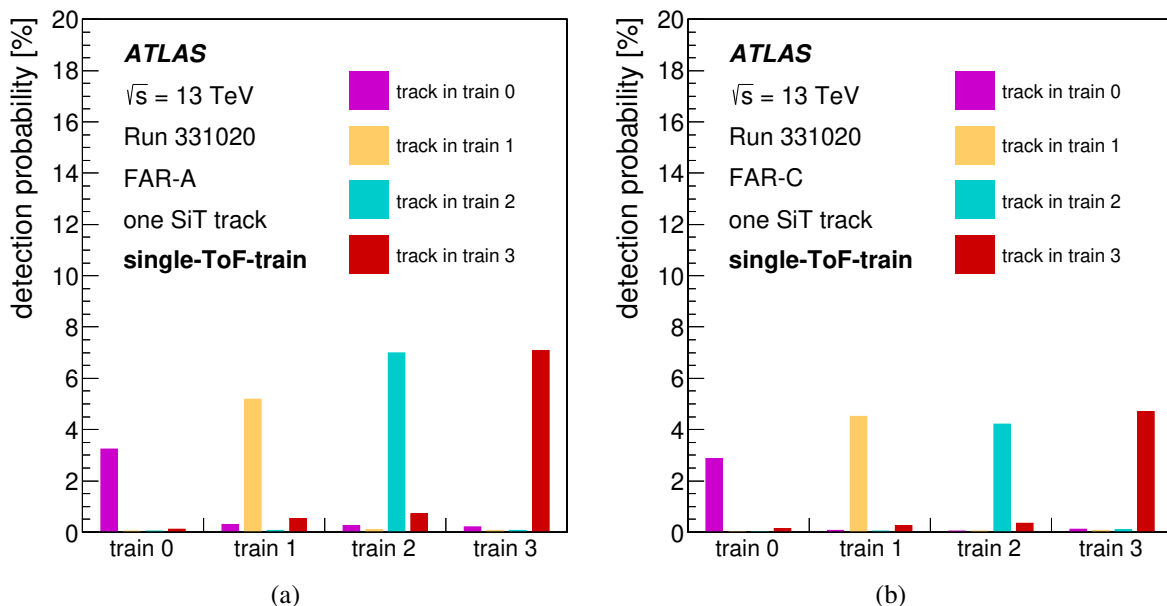 detection probability [%]
20
18
16
14
12
10
8
6
4
2
0
ATLAS
√s = 13 TeV
Run 331020
FAR-A
one SiT track
single-ToF-train
track in train 0
track in train 1
track in train 2
track in train 3
train 0 train 1 train 2 train 3
(a)
detection probability [%]
20
18
16
14
12
10
8
6
4
2
0
ATLAS
√s = 13 TeV
Run 331020
FAR-C
one SiT track
single-ToF-train
track in train 0
track in train 1
track in train 2
track in train 3
train 0 train 1 train 2 train 3
(b)